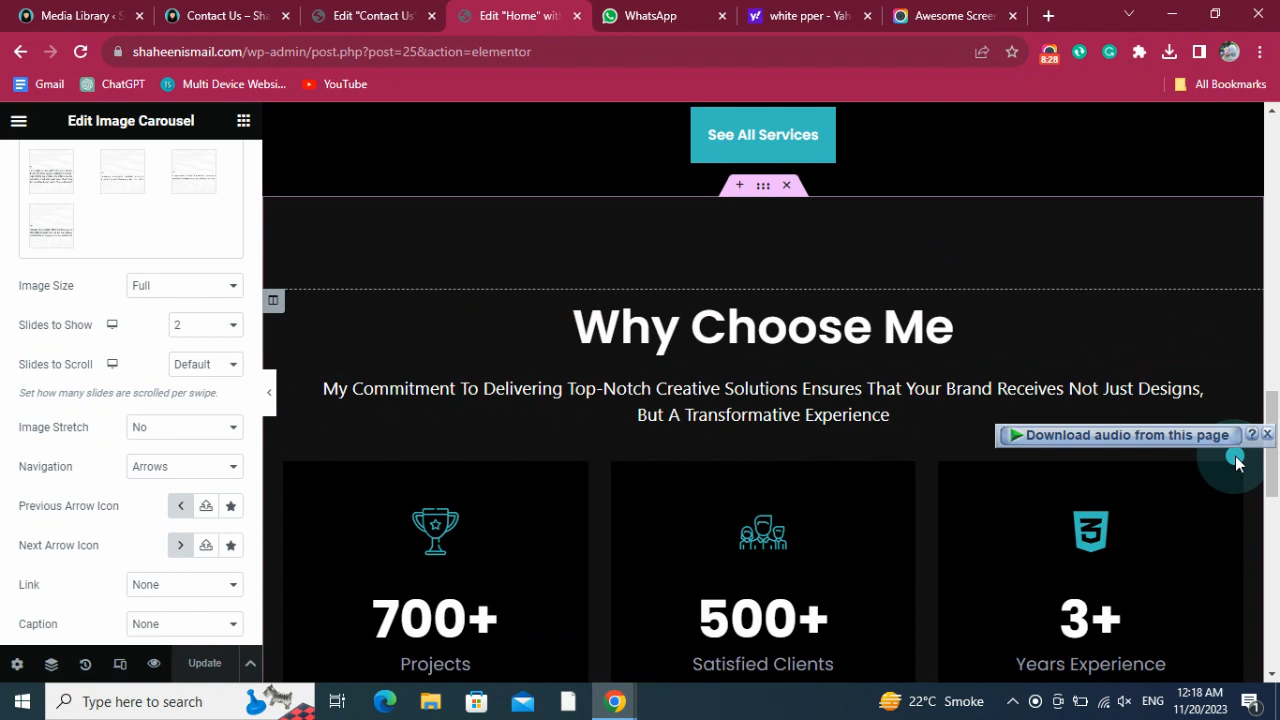 Media Library ‹ S
Contact Us – Sha
Edit "Contact Us"
Edit "Home" with
WhatsApp
white pper - Yah
Awesome Screen
shaheenismail.com/wp-admin/post.php?post=25&action=elementor
8:28
Gmail
ChatGPT
Multi Device Websi...
YouTube
All Bookmarks
Edit Image Carousel
Image Size
Full
Slides to Show
2
Slides to Scroll
Default
Set how many slides are scrolled per swipe.
Image Stretch
No
Navigation
Arrows
Previous Arrow Icon
Next Arrow Icon
Link
None
Caption
None
Update
See All Services
Why Choose Me
My Commitment To Delivering Top-Notch Creative Solutions Ensures That Your Brand Receives Not Just Designs,
But A Transformative Experience
Download audio from this page
700+
Projects
500+
Satisfied Clients
3+
Years Experience
Type here to search
22°C Smoke
ENG
12:18 AM
11/20/2023
1